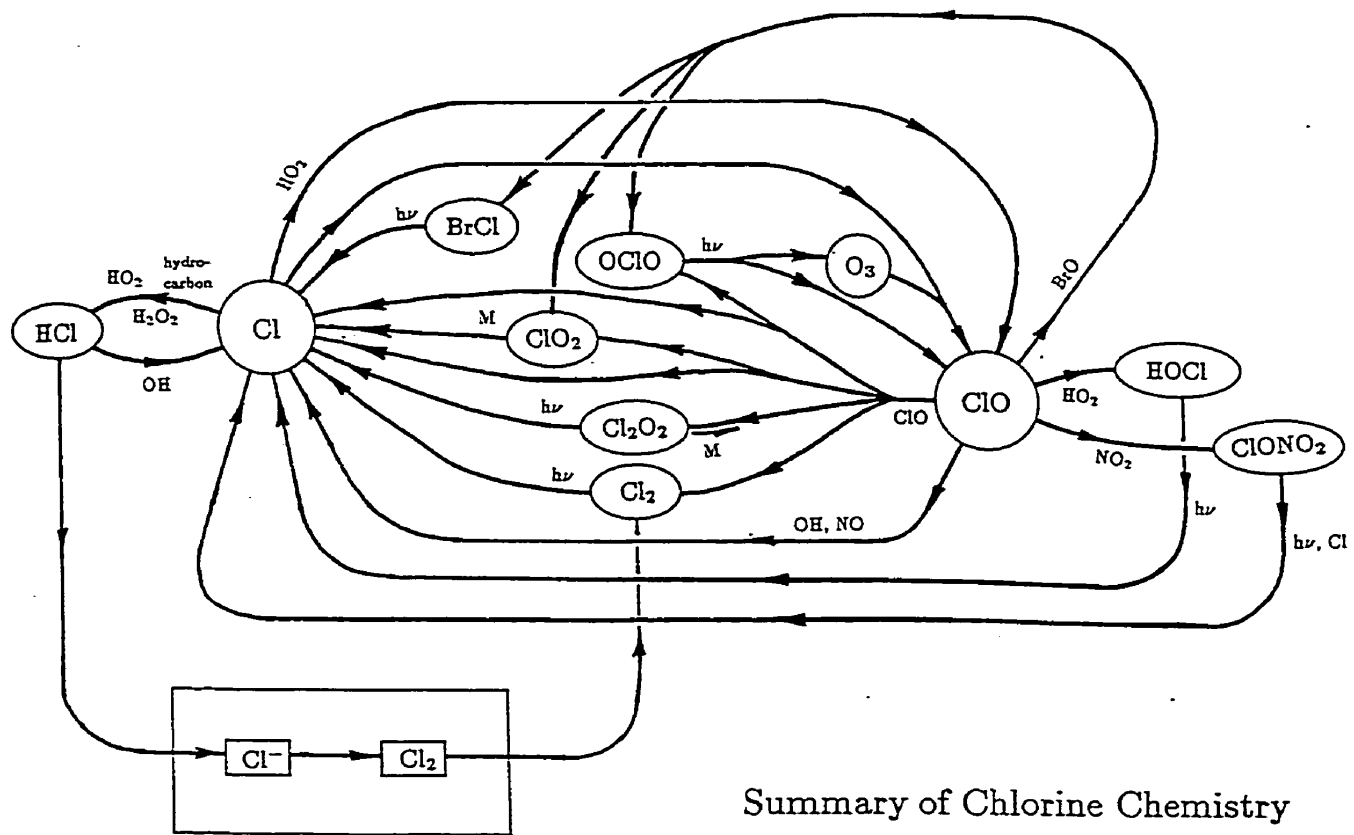 HO₂
hν
BrCl
OClO
hν
O₃
BrO
HO₂
hydro-
carbon
H₂O₂
HCl
OH
Cl
M
ClO₂
ClO
ClO
HO₂
HOCl
hν
Cl₂O₂
M
NO₂
ClONO₂
hν
Cl₂
OH, NO
hν
hν, Cl
Cl⁻
Cl₂
Summary of Chlorine Chemistry